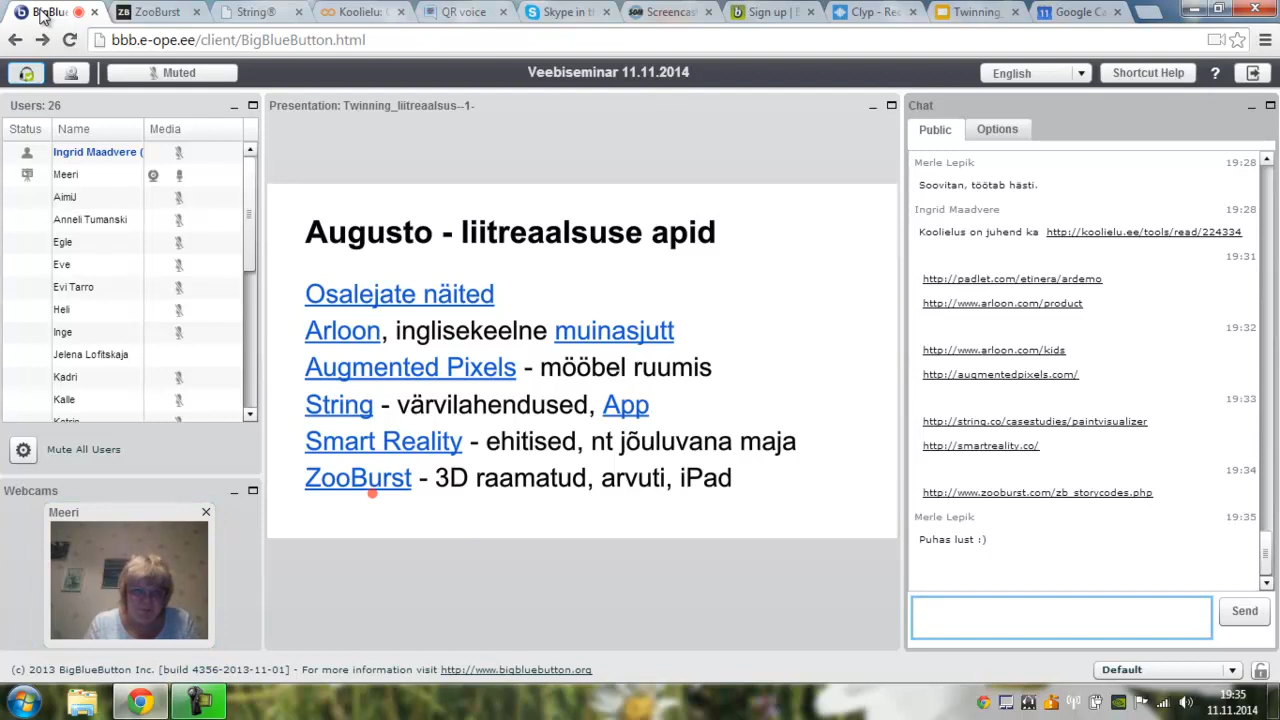 BigBlue
ZooBurst
String®
Koolielu:
QR voice
Skype in th
Screencas
Sign up | B
Clyp - Rec
Twinning_
Google Ca
bbb.e-ope.ee/client/BigBlueButton.html
Muted
Veebiseminar 11.11.2014
English
Shortcut Help
?
Users: 26
Status Name Media
Ingrid Maadvere (
Meeri
AimiJ
Anneli Tumanski
Egle
Eve
Evi Tarro
Heli
Inge
Jelena Lofitskaja
Kadri
Kalle
Katrin
Mute All Users
Webcams
Meeri
Presentation: Twinning_liitreaalsus--1-
Augusto - liitreaalsuse apid
Osalejate näited
Arloon, inglisekeelne muinasjutt
Augmented Pixels - mööbel ruumis
String - värvilahendused, App
Smart Reality - ehitised, nt jõuluvana maja
ZooBurst - 3D raamatud, arvuti, iPad
Chat
Public Options
Merle Lepik 19:28
Soovitan, töötab hästi.
Ingrid Maadvere 19:28
Koolielus on juhend ka http://koolielu.ee/tools/read/224334
19:31
http://padlet.com/etinera/ardemo
http://www.arloon.com/product
19:32
http://www.arloon.com/kids
http://augmentedpixels.com/
19:33
http://string.co/casestudies/paintvisualizer
http://smartreality.co/
19:34
http://www.zooburst.com/zb_storycodes.php
Merle Lepik 19:35
Puhas lust :)
Send
(c) 2013 BigBlueButton Inc. [build 4356-2013-11-01] - For more information visit http://www.bigbluebutton.org
Default
19:35
11.11.2014